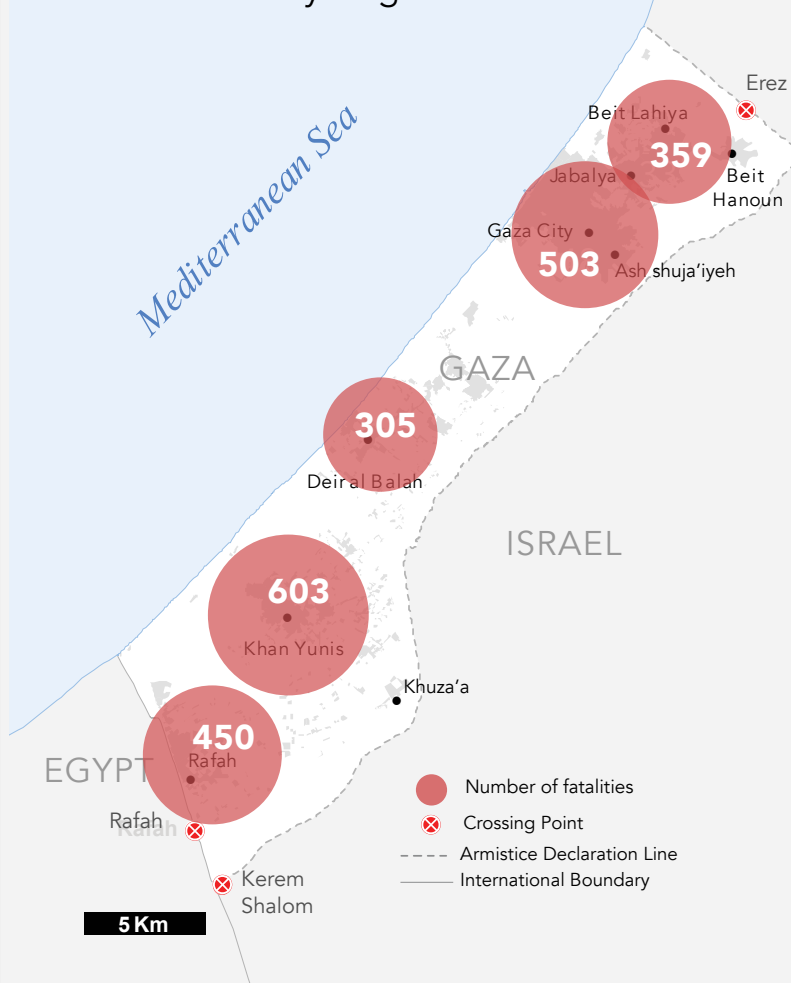 Erez
Beit Lahiya
359
Jabalya
Beit
Hanoun
Gaza City
503
Ash shuja’iyeh
Mediterranean Sea
GAZA
305
Deir al Balah
ISRAEL
603
Khan Yunis
Khuza’a
450
Rafah
EGYPT
Rafah
Rafah
Kerem
Shalom
5 Km
Number of fatalities
Crossing Point
Armistice Declaration Line
International Boundary